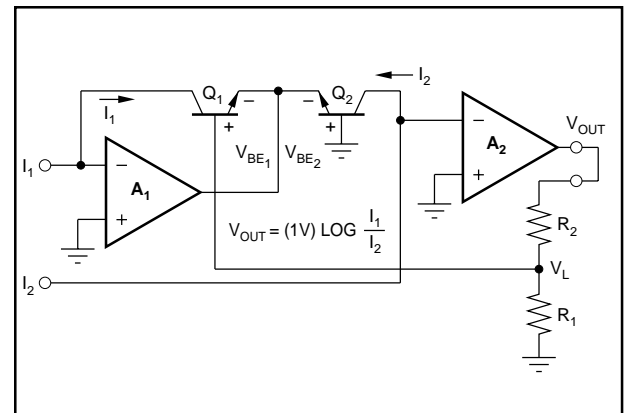 Q1
Q2
I2
I1
− + − +
VBE1 VBE2
I1
−
A1
+
−
A2
+
VOUT
VOUT = (1V) LOG I1
I2
R2
VL
I2
R1